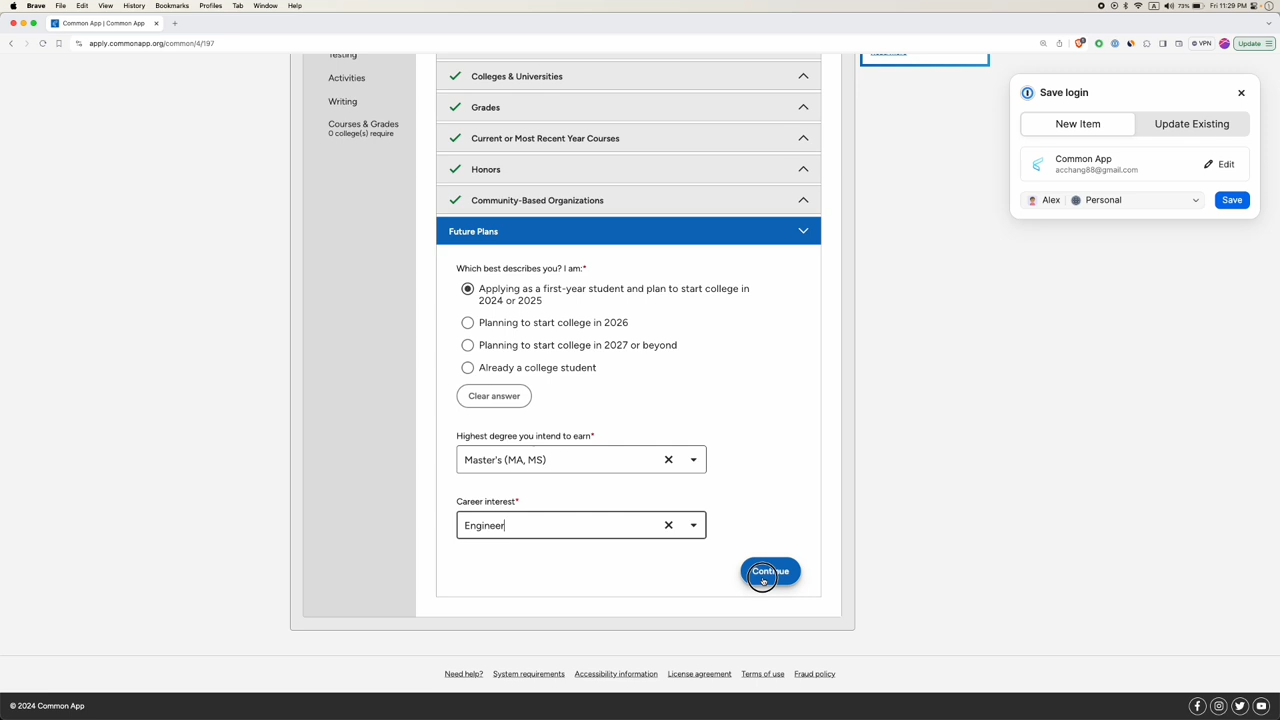 Brave File Edit View History Bookmarks Profiles Tab Window Help
A 73% Fri 11:29 PM
Common App | Common App
apply.commonapp.org/common/4/197
VPN
Update
Testing
Activities
Writing
Courses & Grades
0 college(s) require
Colleges & Universities
Grades
Current or Most Recent Year Courses
Honors
Community-Based Organizations
Future Plans
Which best describes you? I am:*
Applying as a first-year student and plan to start college in
2024 or 2025
Planning to start college in 2026
Planning to start college in 2027 or beyond
Already a college student
Clear answer
Highest degree you intend to earn*
Master's (MA, MS)
Career interest*
Engineer
Continue
Save login
New Item Update Existing
Common App
acchang88@gmail.com
Edit
Alex Personal
Save
Need help? System requirements Accessibility information License agreement Terms of use Fraud policy
© 2024 Common App